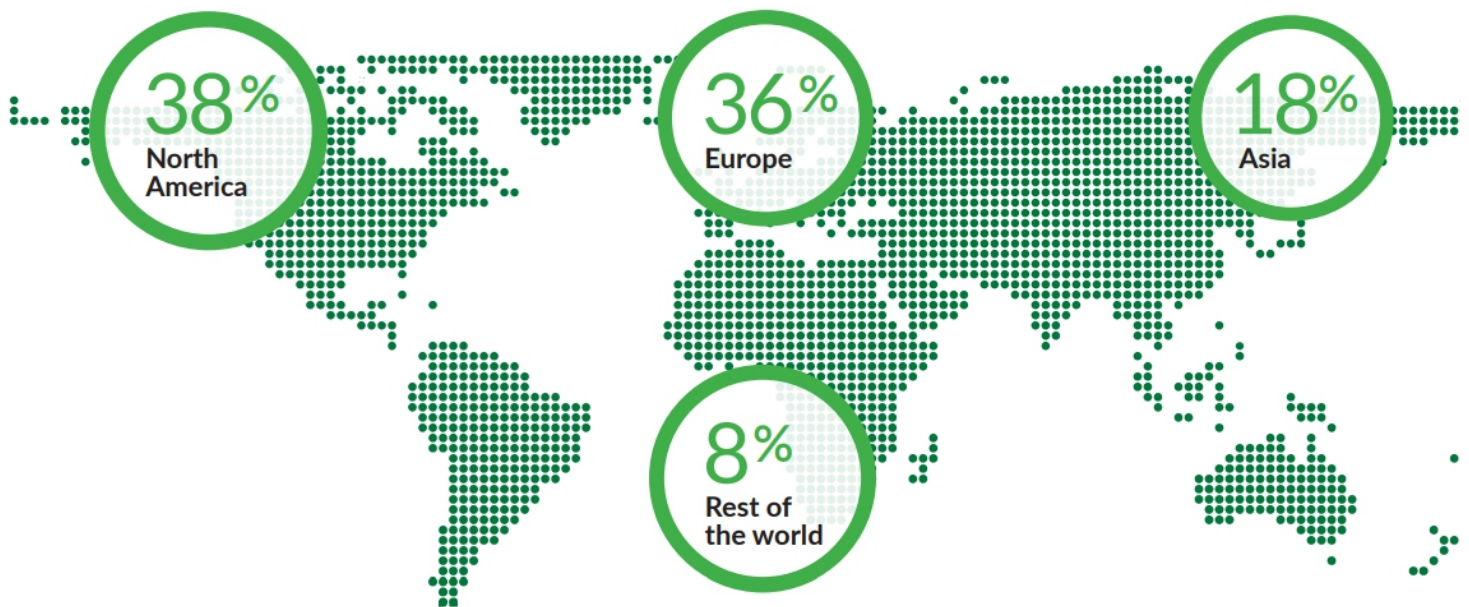 38%
North
America
36%
Europe
18%
Asia
8%
Rest of
the world